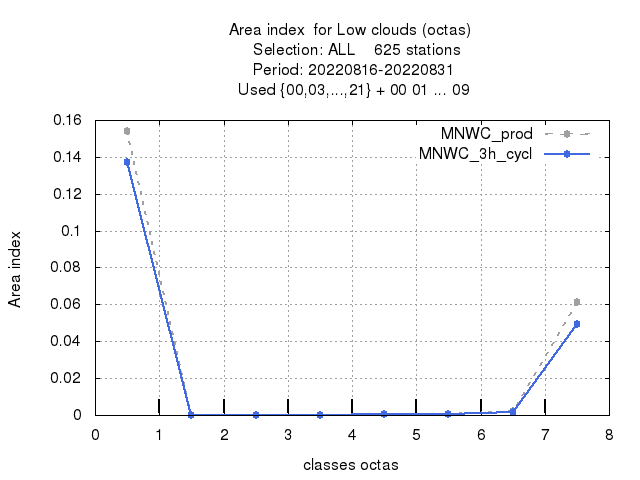 Area index  for Low clouds (octas)
Selection: ALL    625 stations
Period: 20220816-20220831
Used {00,03,...,21} + 00 01 ... 09
MNWC_prod
MNWC_3h_cycl
Area index
0.16
0.14
0.12
0.1
0.08
0.06
0.04
0.02
0
0 1 2 3 4 5 6 7 8
classes octas